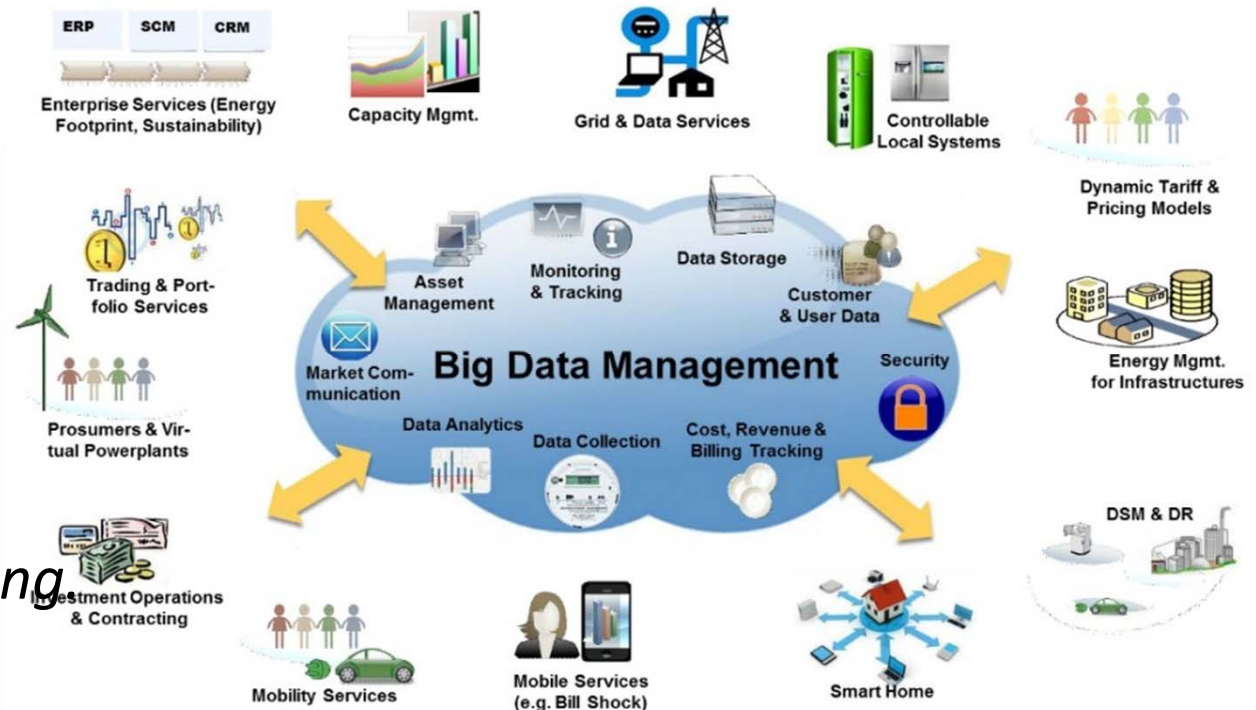 ERP
SCM
CRM
Enterprise Services (Energy
Footprint, Sustainability)
Capacity Mgmt.
Grid & Data Services
Controllable
Local Systems
Dynamic Tariff &
Pricing Models
Trading & Port-
folio Services
Asset
Management
Monitoring
& Tracking
Data Storage
Customer
& User Data
Market Com-
munication
Big Data Management
Security
Energy Mgmt.
for Infrastructures
Prosumers & Vir-
tual Powerplants
Data Analytics
Data Collection
Cost, Revenue &
Billing Tracking
DSM & DR
ng.
Investment Operations
& Contracting
Mobility Services
Mobile Services
(e.g. Bill Shock)
Smart Home